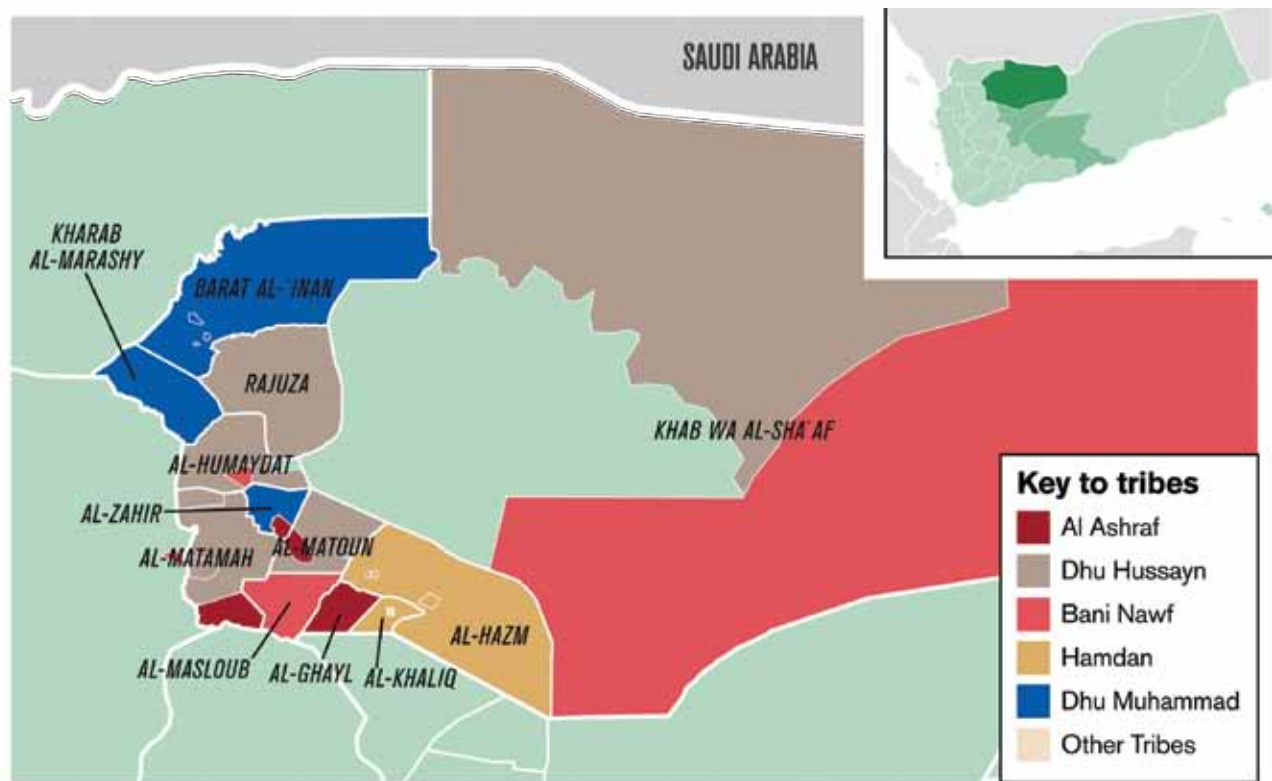 SAUDI ARABIA
KHARAB
AL-MARASHY
BARAT AL-`INAN
RAJUZA
KHAB WA AL-SHA`AF
AL-HUMAYDAT
AL-ZAHIR
AL-MATAMAH
AL-MATOUN
AL-MASLOUB
AL-GHAYL
AL-KHALIQ
AL-HAZM
Key to tribes
Al Ashraf
Dhu Hussayn
Bani Nawf
Hamdan
Dhu Muhammad
Other Tribes